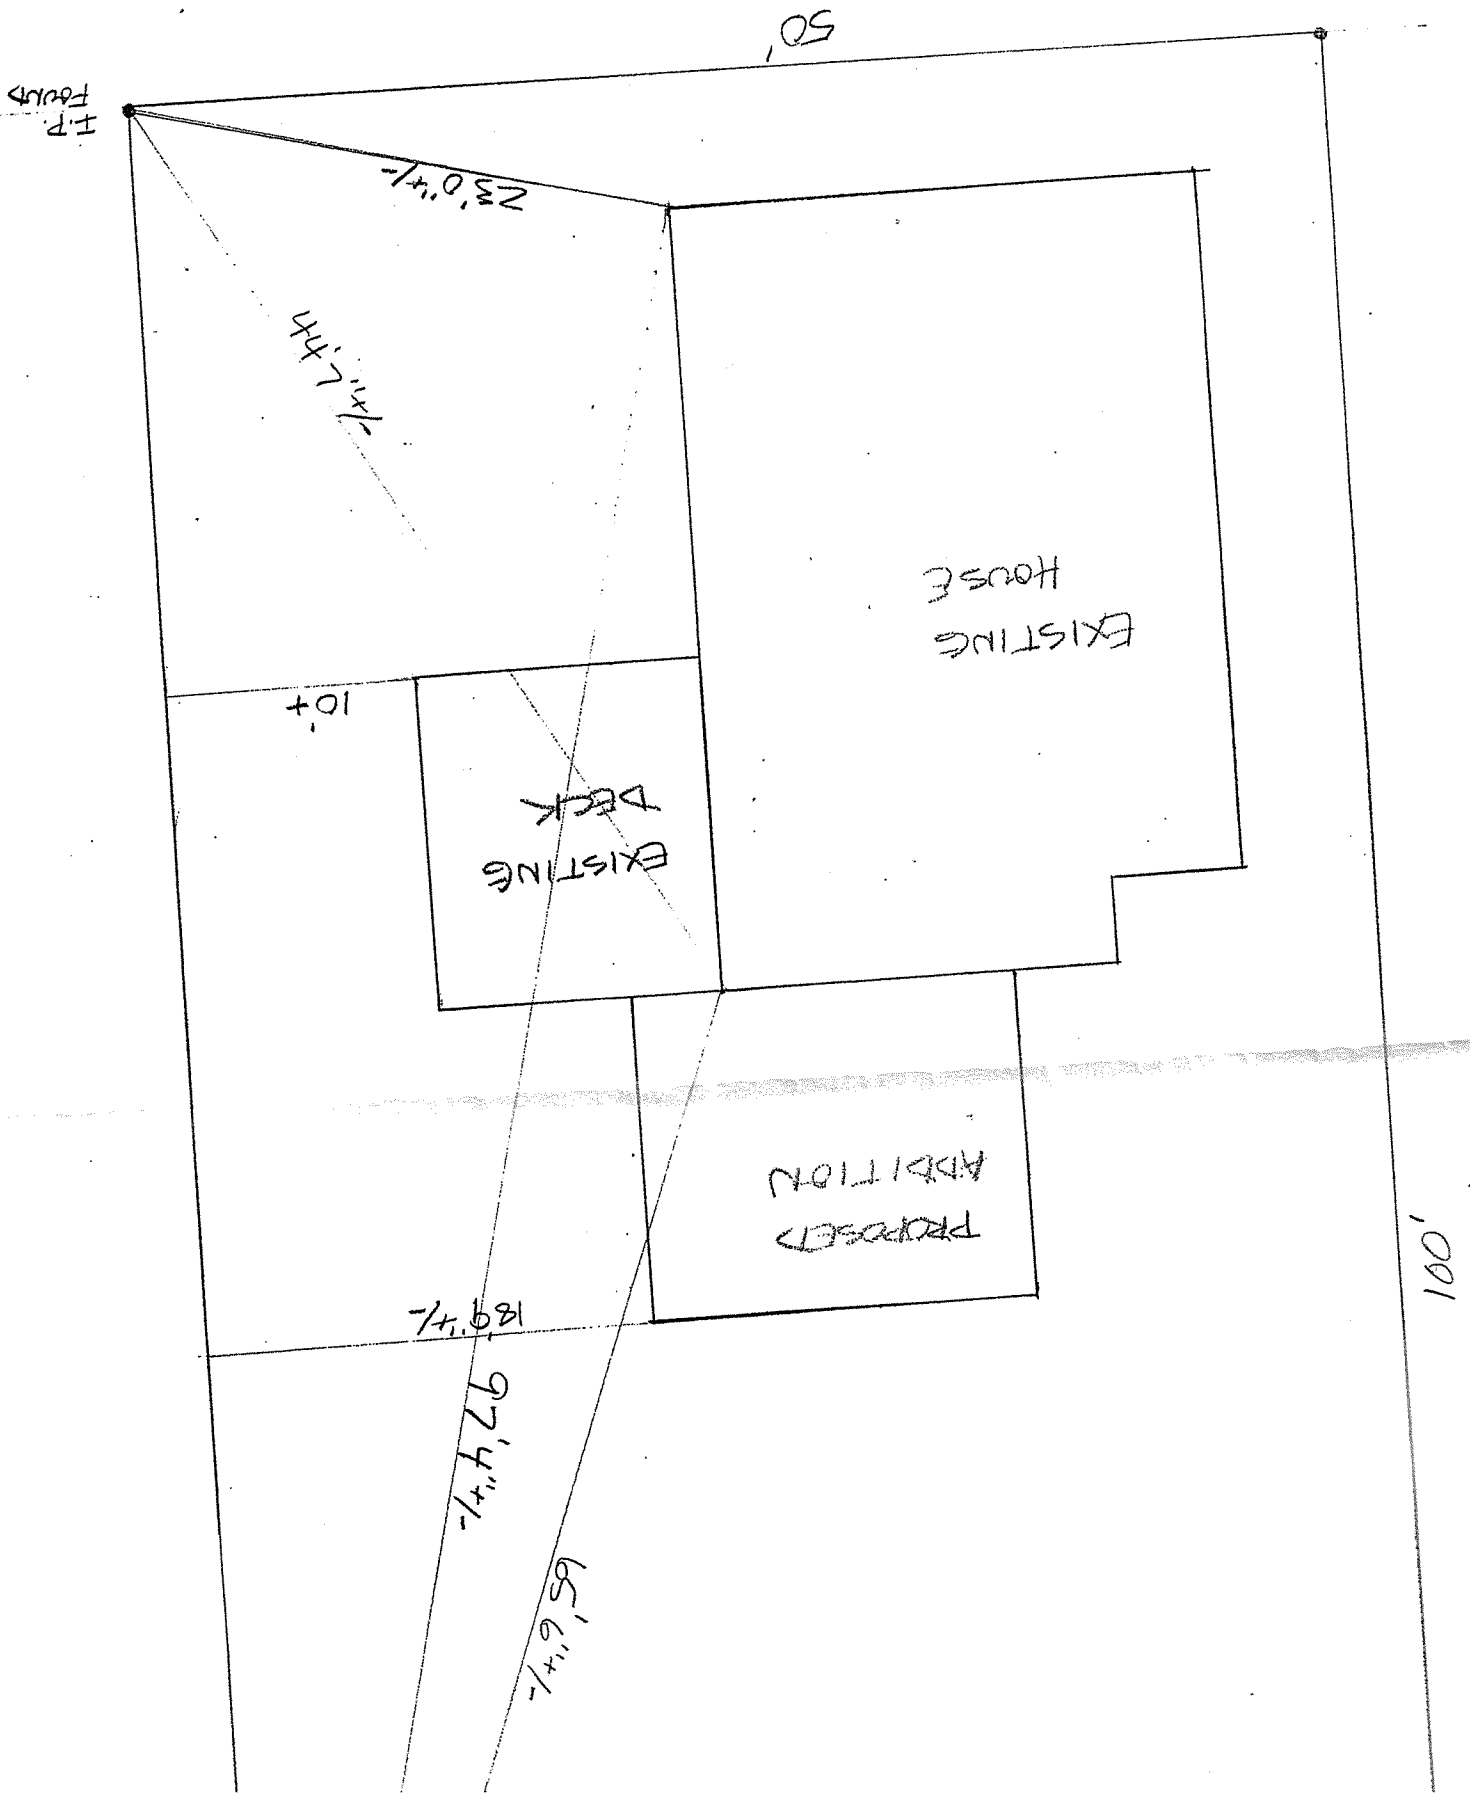 65'6"+/-
97'4"+/-
18'9"+/-
100'
PROPOSED
ADDITION
EXISTING
DECK
10'+
EXISTING
HOUSE
44'7"+/-
23'0"+/-
I.P.
FOUND
50'